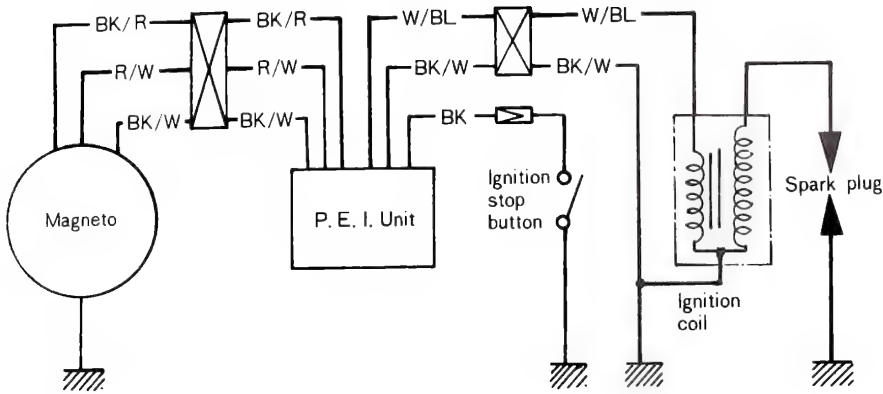 BK/R
BK/R
W/BL
W/BL
R/W
R/W
BK/W
BK/W
BK/W
BK/W
BK
Magneto
P. E. I. Unit
Ignition
stop
button
Spark plug
Ignition
coil